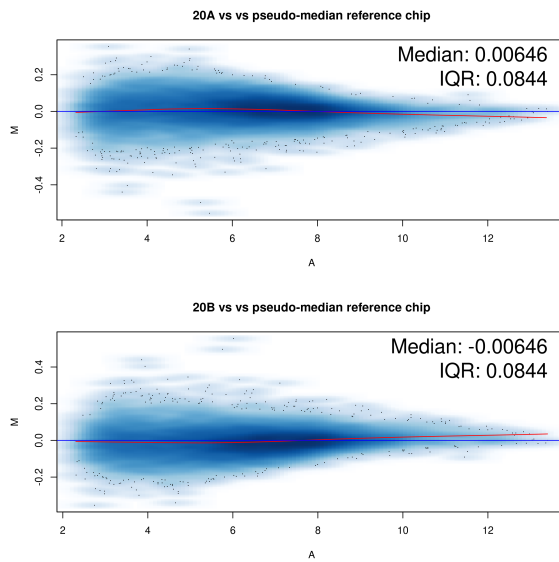 20A vs vs pseudo-median reference chip
Median: 0.00646
IQR: 0.0844
0.2
0.0
-0.2
-0.4
M
2 4 6 8 10 12
A
20B vs vs pseudo-median reference chip
Median: -0.00646
IQR: 0.0844
0.4
0.2
0.0
-0.2
M
2 4 6 8 10 12
A